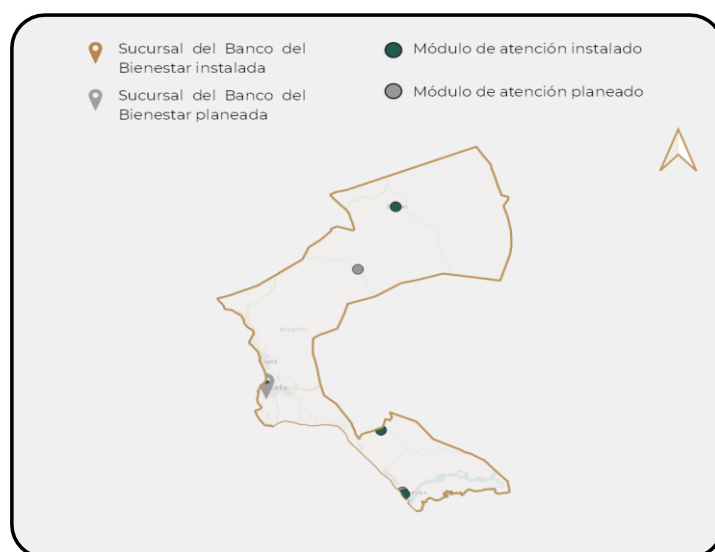 Sucursal del Banco del
Bienestar instalada
Sucursal del Banco del
Bienestar planeada
Módulo de atención instalado
Módulo de atención planeado